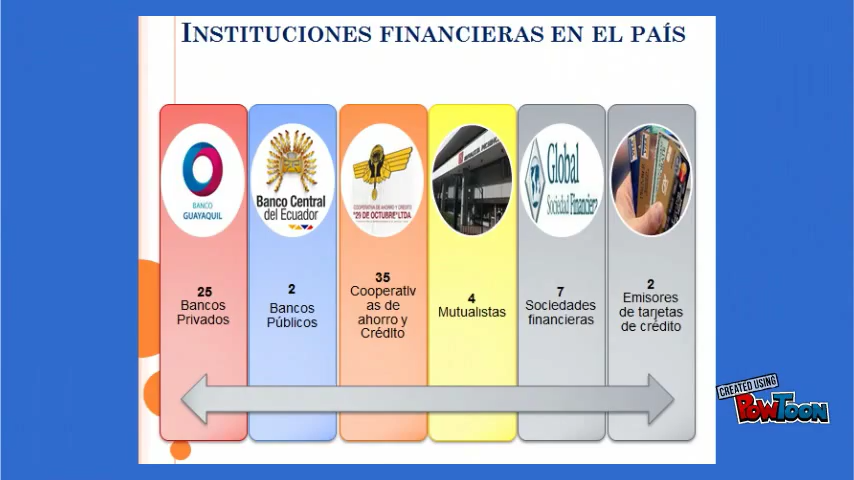 INSTITUCIONES FINANCIERAS EN EL PAÍS
BANCO
GUAYAQUIL
25
Bancos
Privados
Banco Central
del Ecuador
2
Bancos
Públicos
COOPERATIVA DE AHORRO Y CREDITO
"29 DE OCTUBRE" LTDA
35
Cooperativ
as de
ahorro y
Crédito
4
Mutualistas
Global
Sociedad Financiera
7
Sociedades
financieras
2
Emisores
de tarjetas
de crédito
CREATED USING
POWTOON